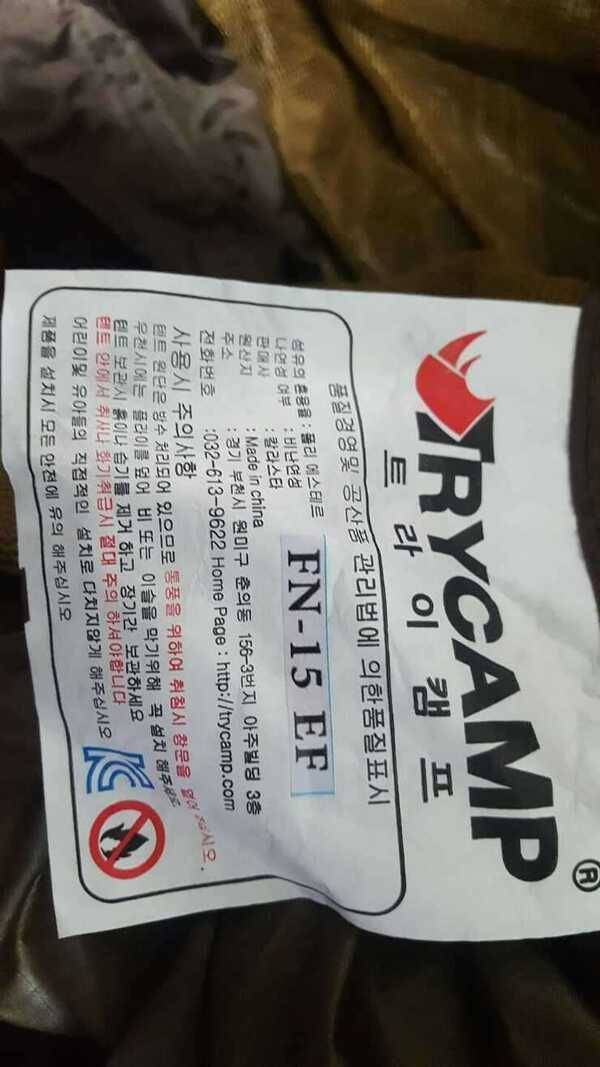 TRYCAMP®
트라이캠프
품질경영및 공산품 관리법에 의한품질표시
섬유의 혼용율 : 폴리 에스테르
나연성 여부 : 비난연성
판매사 : 칼라스타
원산지 : Made in china
FN-15 EF
주소 : 경기 부천시 원미구 춘의동 156-3번지 아주빌딩 3층
전화번호 :032-613-9622 Home Page : http://trycamp.com
사용시 주의사항
텐트 원단은 방수 처리되어 있으므로 통풍을 위하여 취침시 창문을 열어 주십시오.
우천시에는 플라이를 덮어 비 또는 이슬을 막기위해 꼭 설치 해주세요
텐트 보관시 흙이나 습기를 제거 하고 장기간 보관하세요
텐트 안에서 취사나 화기취급시 절대 주의 하셔야합니다
어린이및 유아들의 직접적인 설치로 다치지않게 해주십시오
제품을 설치시 모든 안전에 유의 해주십시오